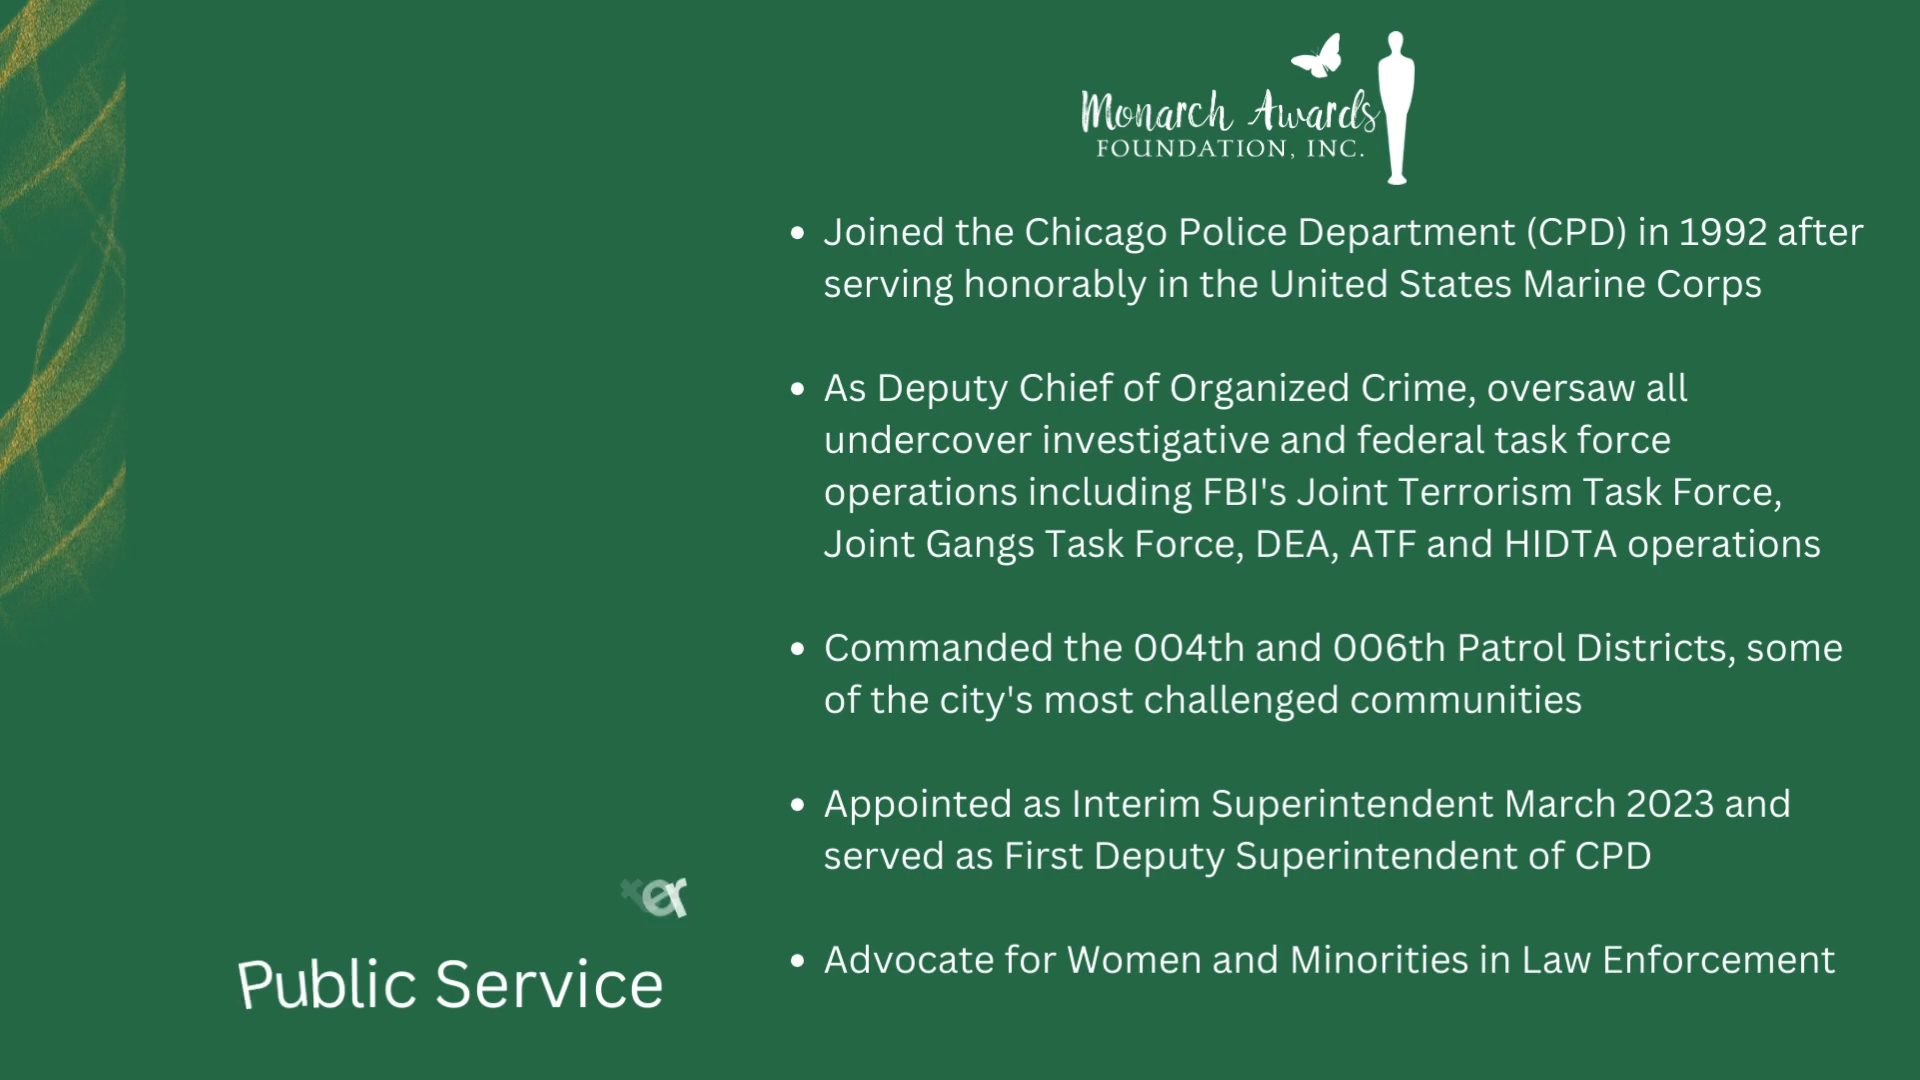 Monarch Awards
FOUNDATION, INC.
• Joined the Chicago Police Department (CPD) in 1992 after
serving honorably in the United States Marine Corps
• As Deputy Chief of Organized Crime, oversaw all
undercover investigative and federal task force
operations including FBI's Joint Terrorism Task Force,
Joint Gangs Task Force, DEA, ATF and HIDTA operations
• Commanded the 004th and 006th Patrol Districts, some
of the city's most challenged communities
• Appointed as Interim Superintendent March 2023 and
served as First Deputy Superintendent of CPD
• Advocate for Women and Minorities in Law Enforcement
er
Public Service